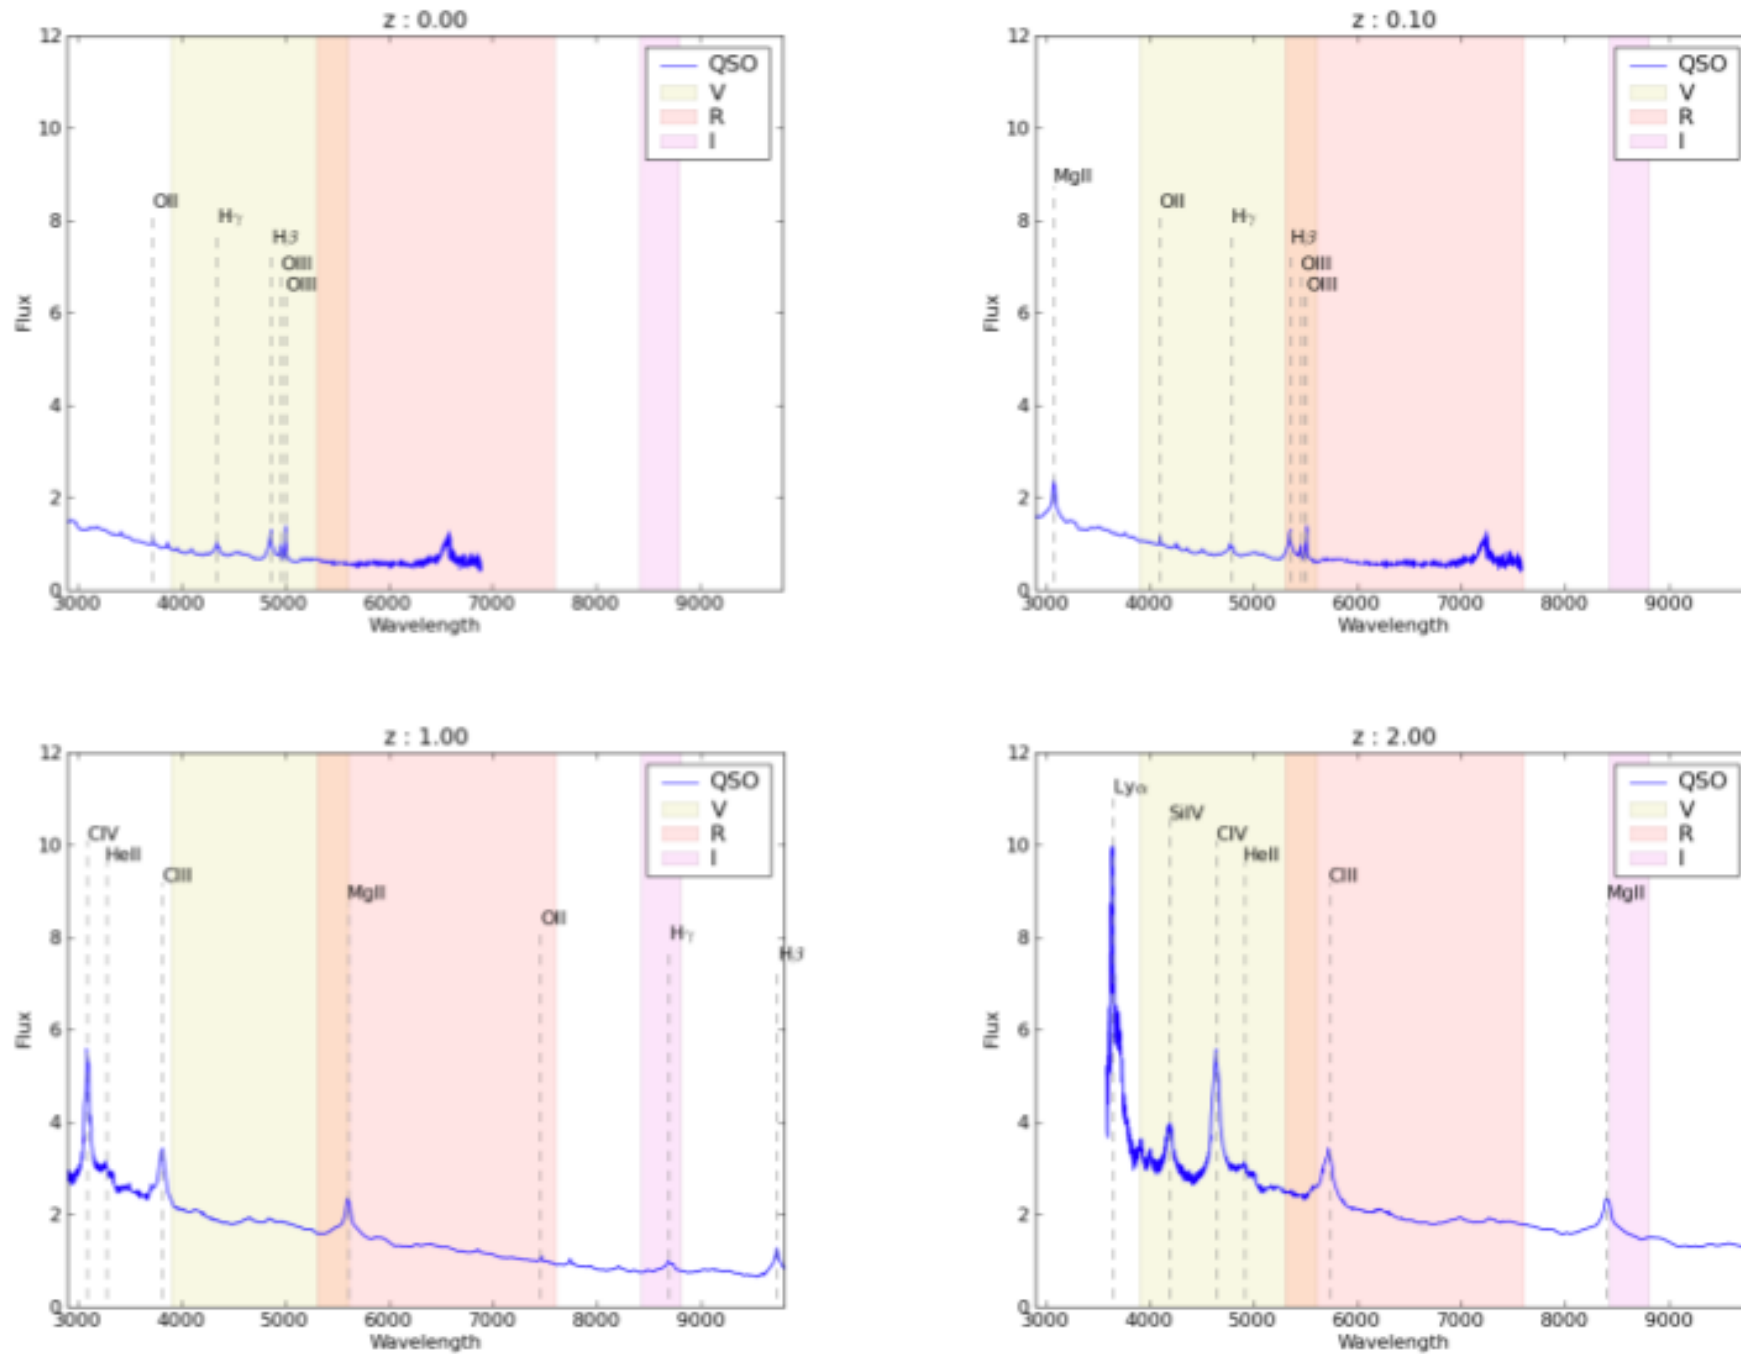 z : 0.00
12
10
8
6
4
2
0
Flux
QSO
V
R
I
OII
Hγ
Hβ
OIII
OIII
3000 4000 5000 6000 7000 8000 9000
Wavelength
z : 0.10
12
10
8
6
4
2
0
Flux
QSO
V
R
I
MgII
OII
Hγ
Hβ
OIII
OIII
3000 4000 5000 6000 7000 8000 9000
Wavelength
z : 1.00
12
10
8
6
4
2
0
Flux
QSO
V
R
I
CIV
HeII
CIII
MgII
OII
Hγ
Hβ
3000 4000 5000 6000 7000 8000 9000
Wavelength
z : 2.00
12
10
8
6
4
2
0
Flux
QSO
V
R
I
Lyα
SiIV
CIV
HeII
CIII
MgII
3000 4000 5000 6000 7000 8000 9000
Wavelength